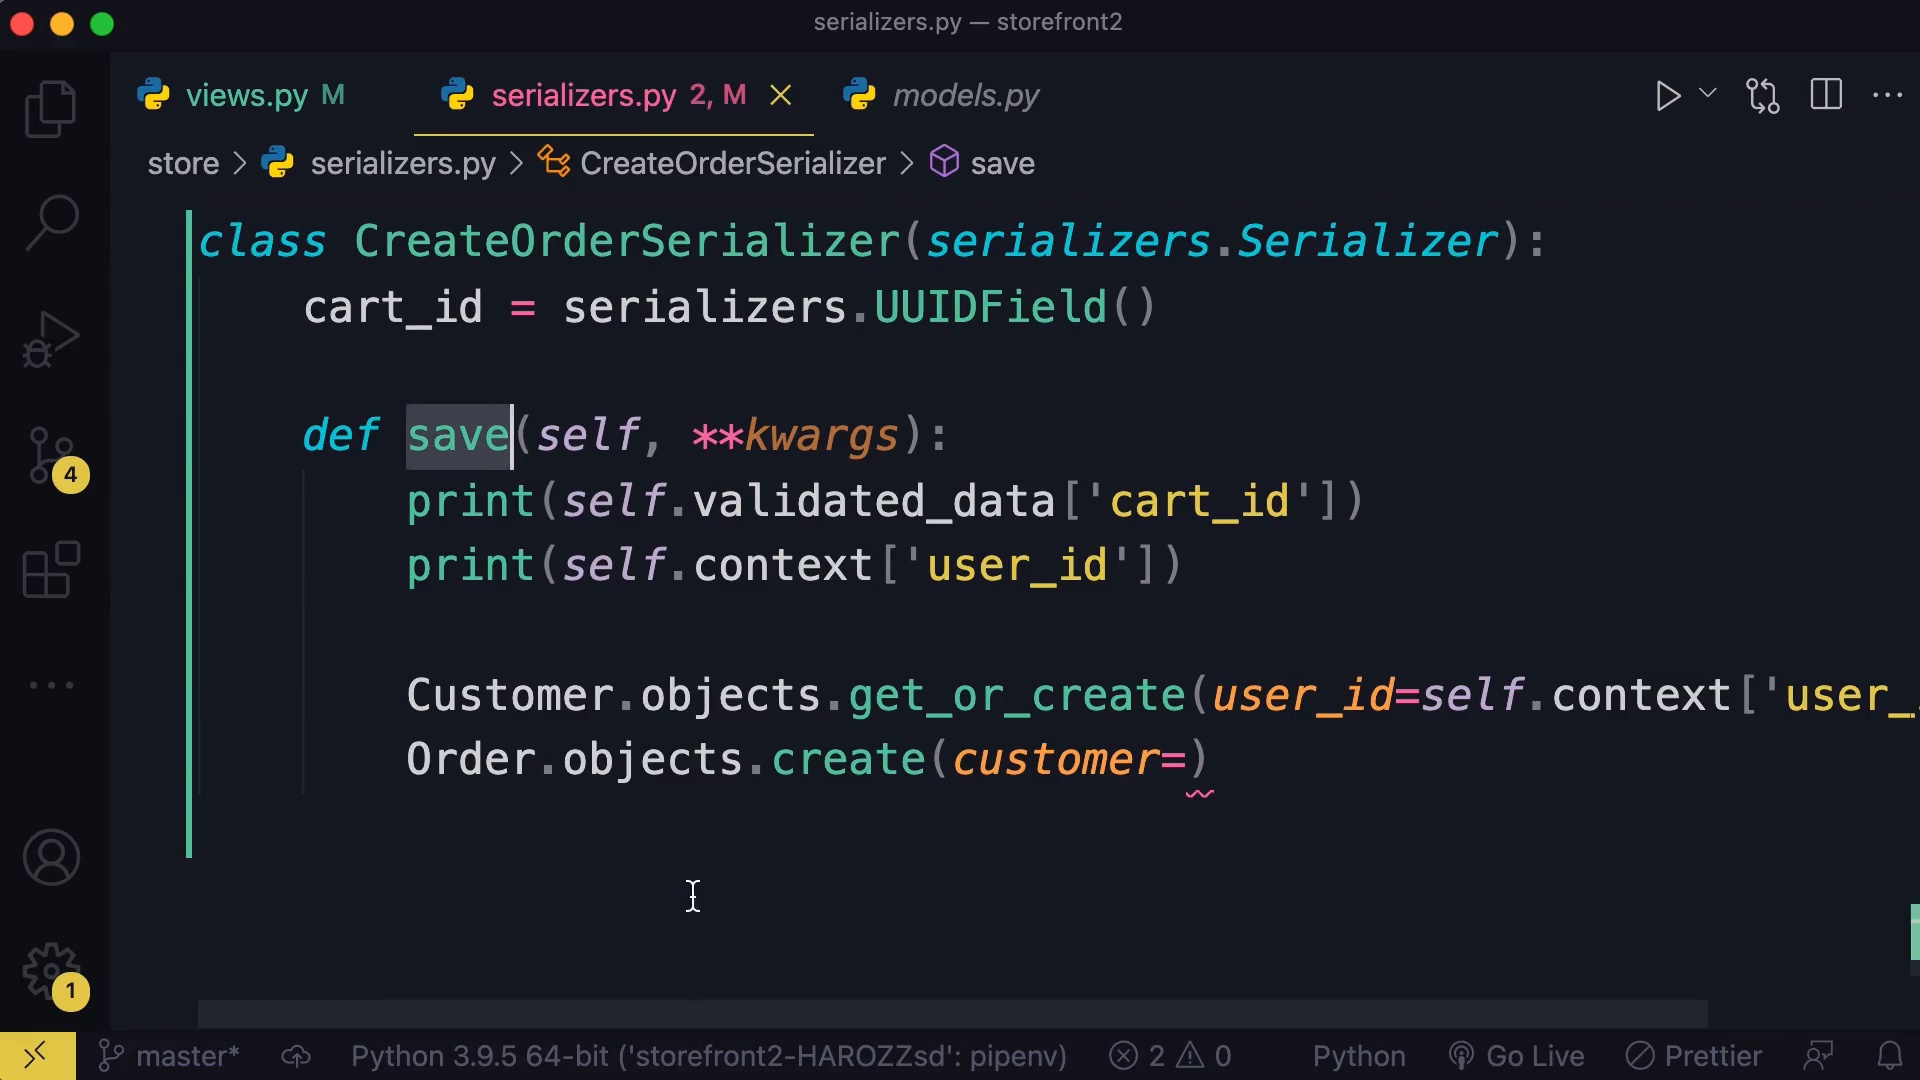 serializers.py — storefront2
views.py M
serializers.py 2, M
models.py
store > serializers.py > CreateOrderSerializer > save
class CreateOrderSerializer(serializers.Serializer):
cart_id = serializers.UUIDField()
def save(self, **kwargs):
print(self.validated_data['cart_id'])
print(self.context['user_id'])
Customer.objects.get_or_create(user_id=self.context['user_
Order.objects.create(customer=)
4
1
master*
Python 3.9.5 64-bit ('storefront2-HAROZZsd': pipenv)
2
0
Python
Go Live
Prettier